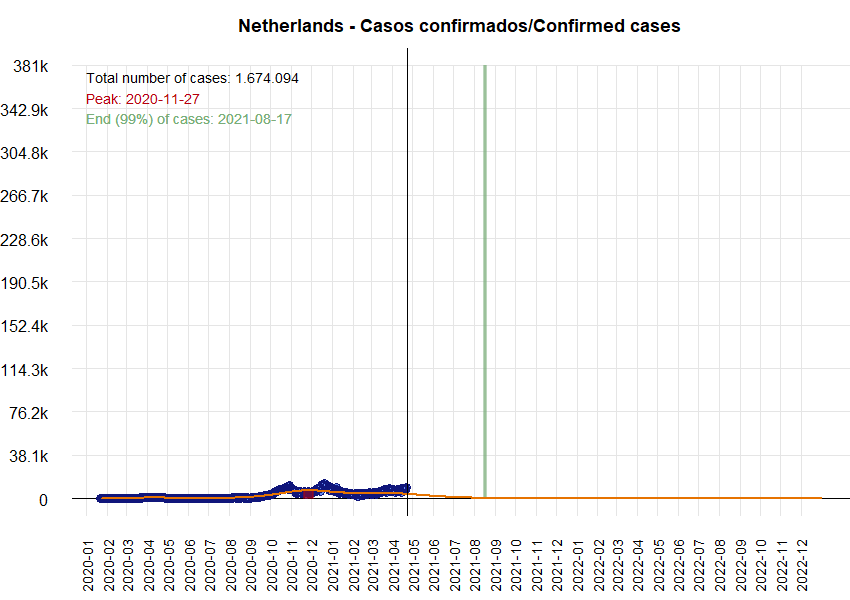 Netherlands - Casos confirmados/Confirmed cases
381k
342.9k
304.8k
266.7k
228.6k
190.5k
152.4k
114.3k
76.2k
38.1k
0
Total number of cases: 1.674.094
Peak: 2020-11-27
End (99%) of cases: 2021-08-17
2020-01
2020-02
2020-03
2020-04
2020-05
2020-06
2020-07
2020-08
2020-09
2020-10
2020-11
2020-12
2021-01
2021-02
2021-03
2021-04
2021-05
2021-06
2021-07
2021-08
2021-09
2021-10
2021-11
2021-12
2022-01
2022-02
2022-03
2022-04
2022-05
2022-06
2022-07
2022-08
2022-09
2022-10
2022-11
2022-12